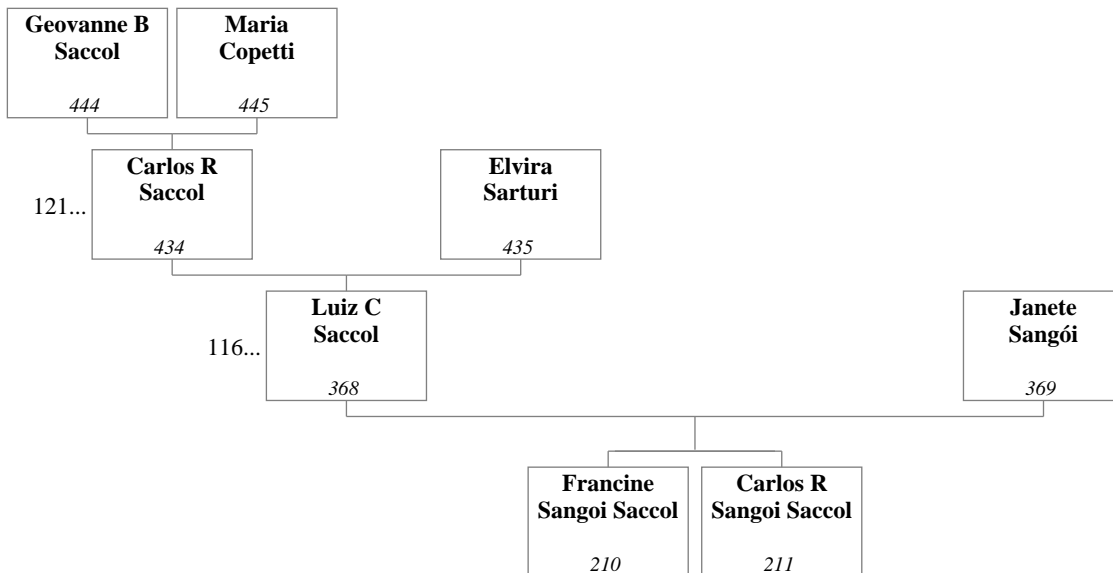 Geovanne B
Saccol
444
Maria
Copetti
445
121...
Carlos R
Saccol
434
Elvira
Sarturi
435
116...
Luiz C
Saccol
368
Janete
Sangói
369
Francine
Sangoi Saccol
210
Carlos R
Sangoi Saccol
211